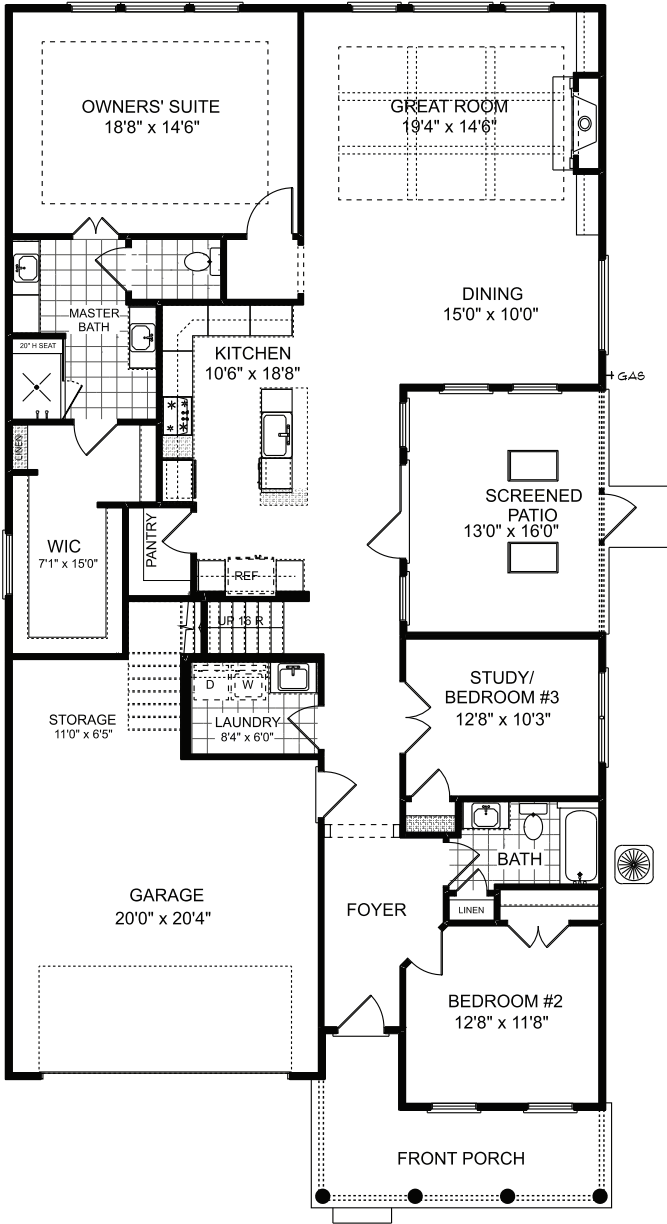 OWNERS' SUITE
18'8" x 14'6"
GREAT ROOM
19'4" x 14'6"
DINING
15'0" x 10'0"
MASTER
BATH
20" H SEAT
KITCHEN
10'6" x 18'8"
GAS
LINEN
SCREENED
PATIO
13'0" x 16'0"
WIC
7'1" x 15'0"
PANTRY
REF
UP 16 R
D
W
LAUNDRY
8'4" x 6'0"
STORAGE
11'0" x 6'5"
STUDY/
BEDROOM #3
12'8" x 10'3"
BATH
LINEN
GARAGE
20'0" x 20'4"
FOYER
BEDROOM #2
12'8" x 11'8"
FRONT PORCH